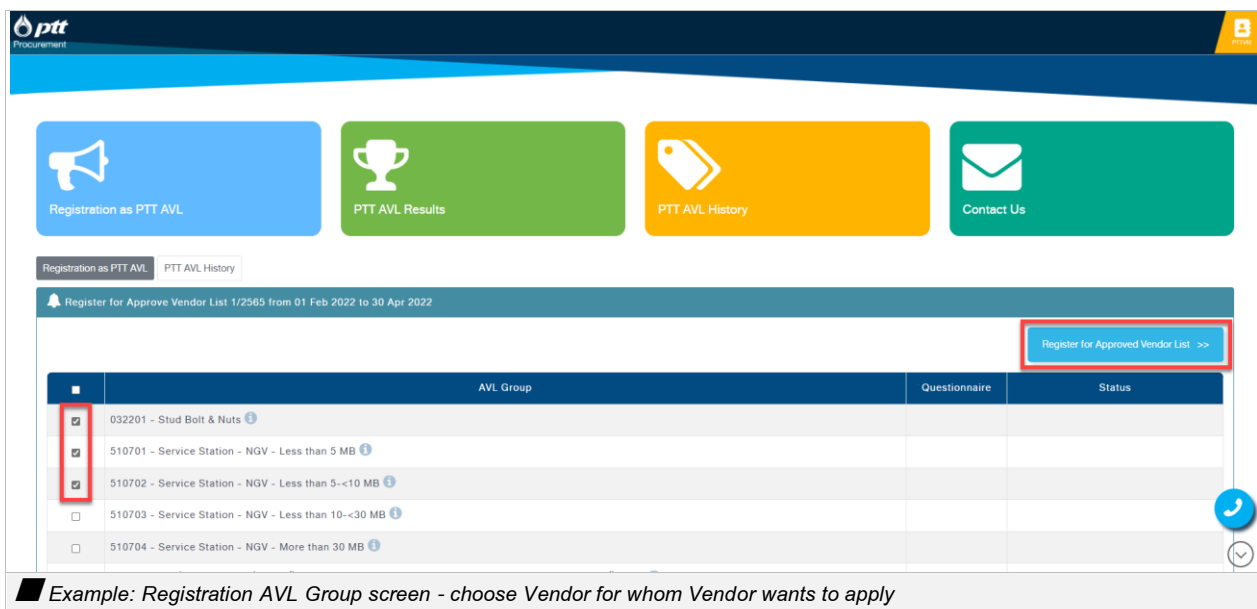 ptt
Procurement
PTTVM
Registration as PTT AVL
PTT AVL Results
PTT AVL History
Contact Us
Registration as PTT AVL
PTT AVL History
Register for Approve Vendor List 1/2565 from 01 Feb 2022 to 30 Apr 2022
Register for Approved Vendor List >>
AVL Group
Questionnaire
Status
032201 - Stud Bolt & Nuts
510701 - Service Station - NGV - Less than 5 MB
510702 - Service Station - NGV - Less than 5-<10 MB
510703 - Service Station - NGV - Less than 10-<30 MB
510704 - Service Station - NGV - More than 30 MB
Example: Registration AVL Group screen - choose Vendor for whom Vendor wants to apply